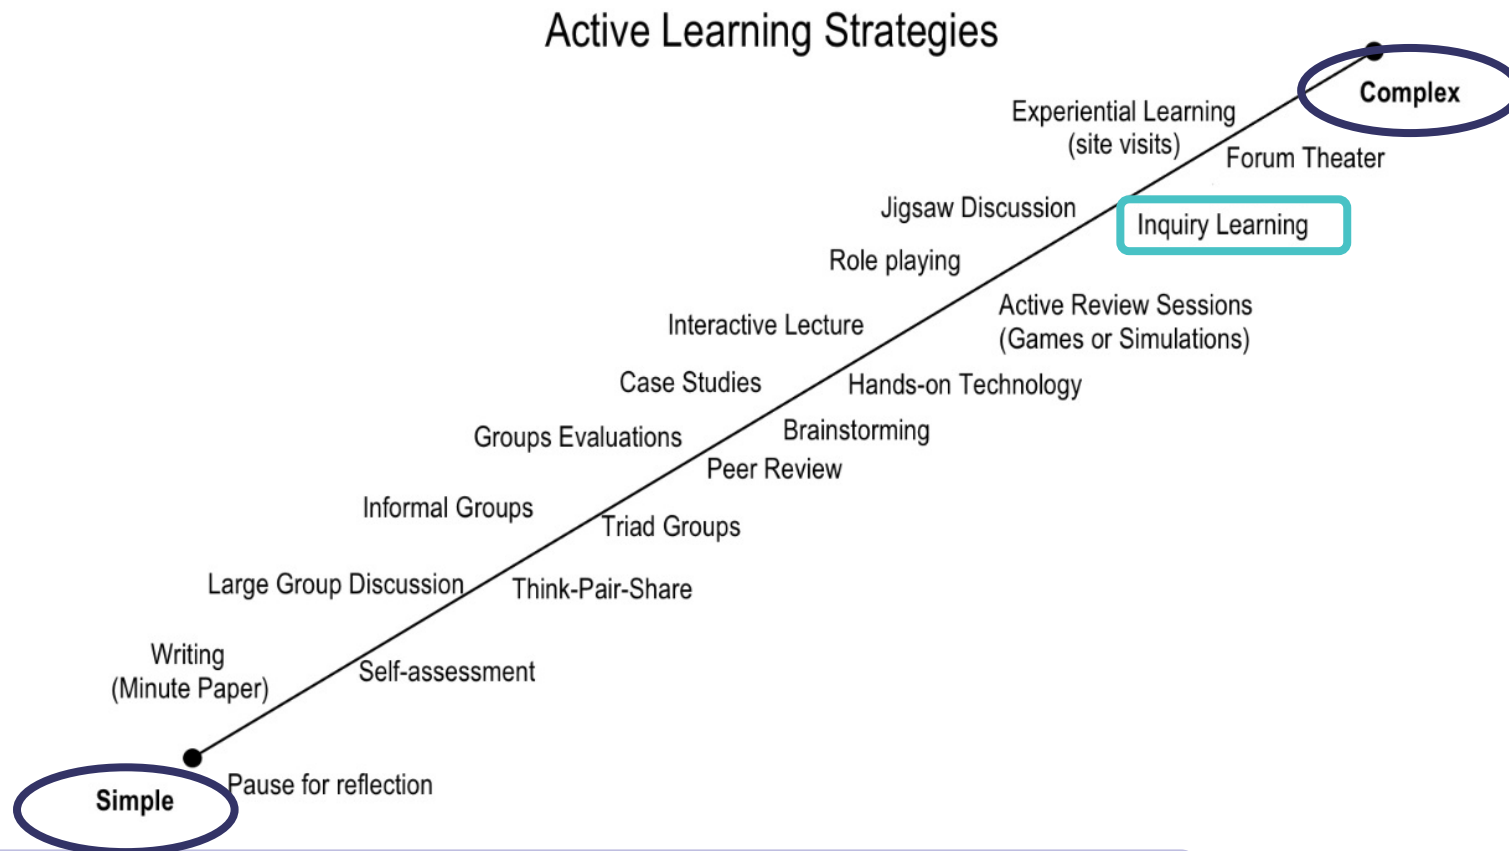 Active Learning Strategies
Complex
Experiential Learning
(site visits)
Forum Theater
Jigsaw Discussion
Inquiry Learning
Role playing
Active Review Sessions
(Games or Simulations)
Interactive Lecture
Case Studies
Hands-on Technology
Brainstorming
Groups Evaluations
Peer Review
Informal Groups
Triad Groups
Large Group Discussion
Think-Pair-Share
Writing
(Minute Paper)
Self-assessment
Pause for reflection
Simple